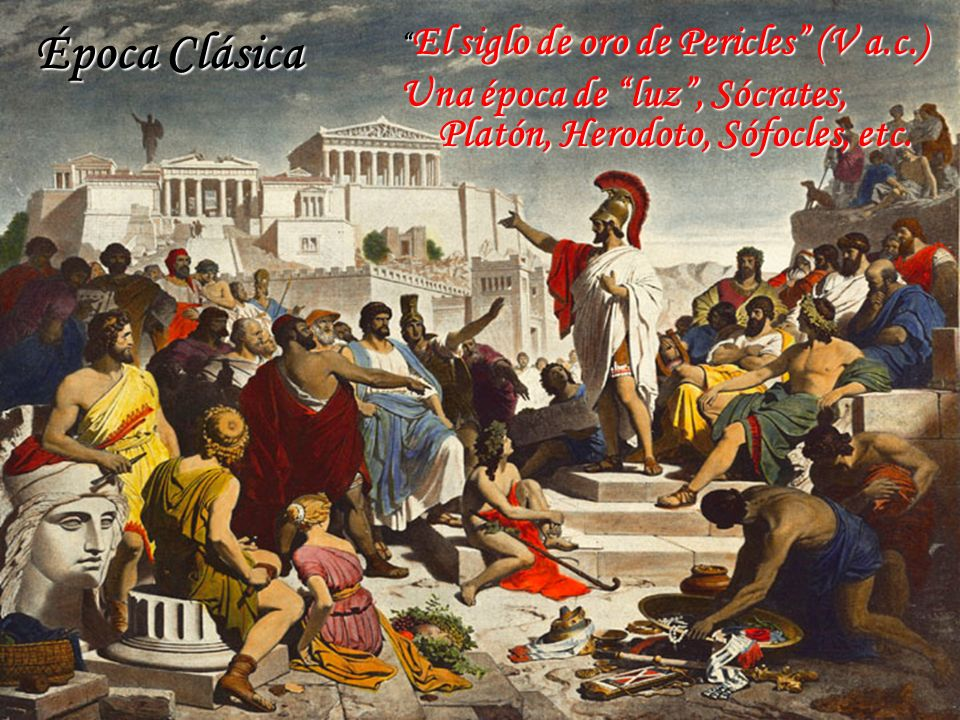 Época Clásica
“El siglo de oro de Pericles” (V a.c.)
Una época de “luz”, Sócrates,
Platón, Herodoto, Sófocles, etc.